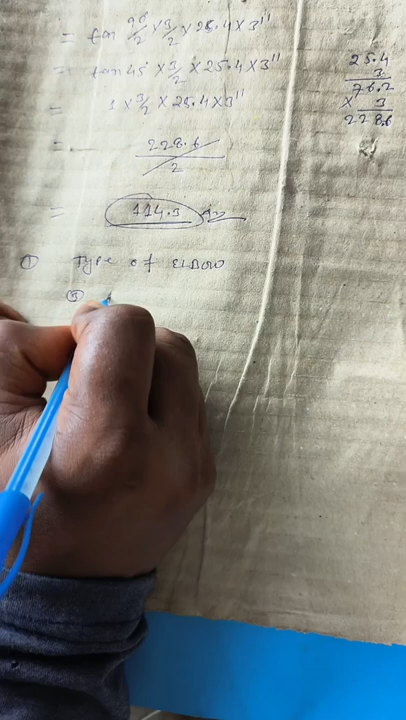 = tan 90/2 × 3/2 × 25.4 × 3"
= tan 45° × 3/2 × 25.4 × 3"
= 1 × 3/2 × 25.4 × 3"
= 228.6/2
= 114.3 Ans
① Type of ELBOW
25.4
3
76.2
× 3
228.6